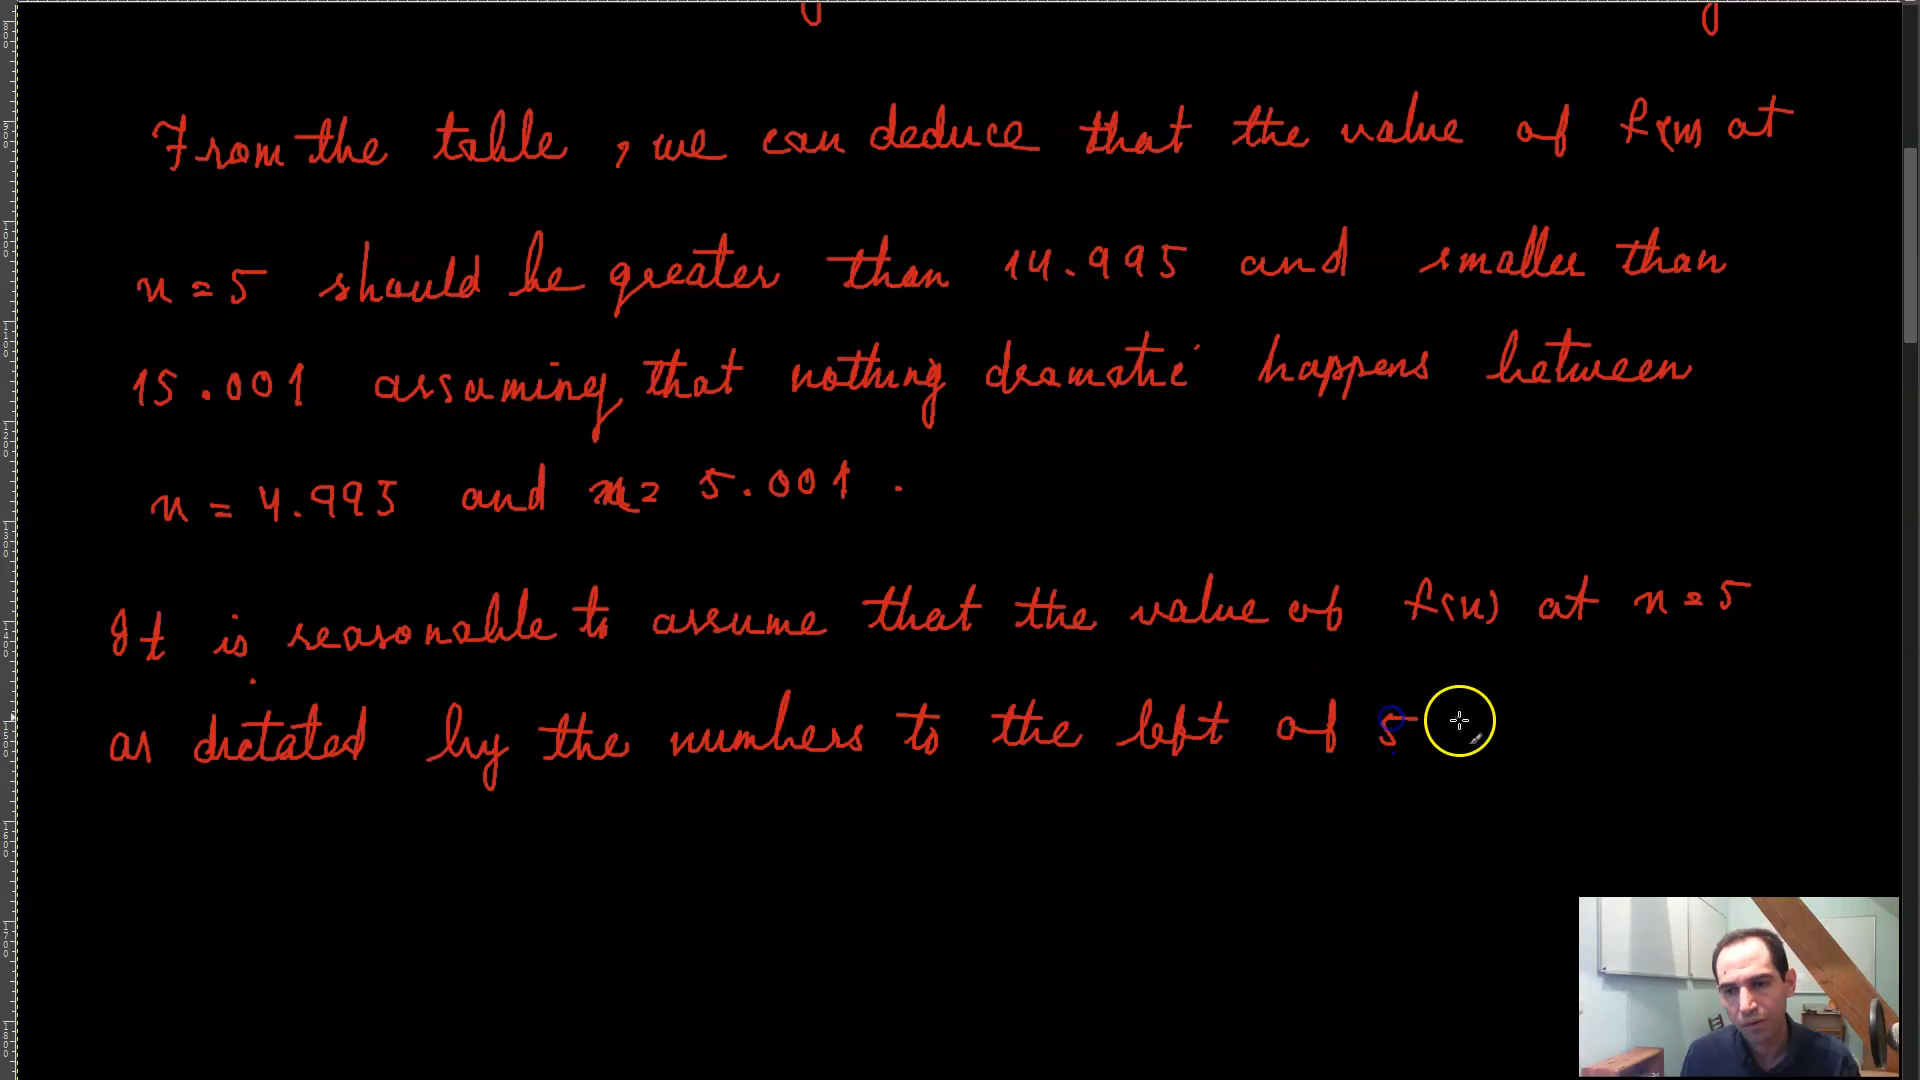 From the table, we can deduce that the value of f(x) at
x = 5 should be greater than 14.995 and smaller than
15.001 assuming that nothing dramatic happens between
x = 4.995 and x = 5.001 .
It is reasonable to assume that the value of f(x) at x = 5
as dictated by the numbers to the left of 5